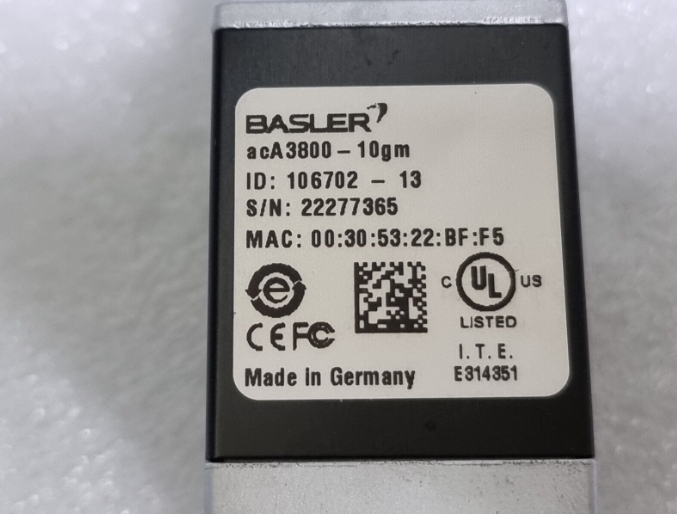 BASLER
acA3800 - 10gm
ID: 106702 - 13
S/N: 22277365
MAC: 00:30:53:22:BF:F5
e
C UL US
LISTED
CE FC
I.T.E.
Made in Germany
E314351